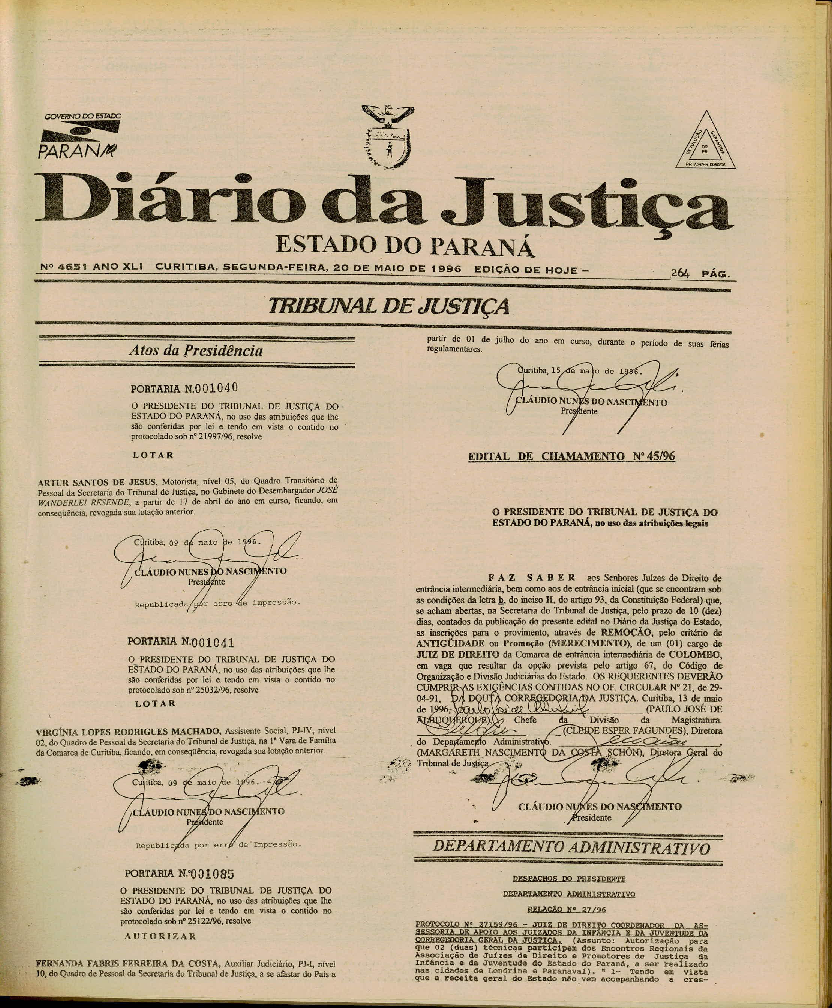 GOVERNO DO ESTADO
PARANÁ
Diário da Justiça
ESTADO DO PARANÁ
Nº 4651 ANO XLI CURITIBA, SEGUNDA-FEIRA, 20 DE MAIO DE 1996 EDIÇÃO DE HOJE – 264 PÁG.
TRIBUNAL DE JUSTIÇA
Atos da Presidência
PORTARIA N.001040
O PRESIDENTE DO TRIBUNAL DE JUSTIÇA DO
ESTADO DO PARANÁ, no uso das atribuições que lhe
são conferidas por lei e tendo em vista o contido no
protocolado sob nº 21997/96, resolve
LOTAR
ARTUR SANTOS DE JESUS, Motorista, nível 05, do Quadro Transitório de
Pessoal da Secretaria do Tribunal de Justiça, no Gabinete do Desembargador JOSÉ
WANDERLEI RESENDE, a partir de 17 de abril do ano em curso, ficando, em
conseqüência, revogada sua lotação anterior.
Curitiba, 09 de maio de 1996.
CLÁUDIO NUNES DO NASCIMENTO
Presidente
Republicada por erro de impressão.
PORTARIA N.001041
O PRESIDENTE DO TRIBUNAL DE JUSTIÇA DO
ESTADO DO PARANÁ, no uso das atribuições que lhe
são conferidas por lei e tendo em vista o contido no
protocolado sob nº 25032/96, resolve
LOTAR
VIRGÍNIA LOPES RODRIGUES MACHADO, Assistente Social, PJ-IV, nível
02, do Quadro de Pessoal da Secretaria do Tribunal de Justiça, na 1ª Vara de Família
da Comarca de Curitiba, ficando, em conseqüência, revogada sua lotação anterior
Curitiba, 09 de maio de 1996.
CLÁUDIO NUNES DO NASCIMENTO
Presidente
Republicada por erro de Impressão.
PORTARIA N.º001085
O PRESIDENTE DO TRIBUNAL DE JUSTIÇA DO
ESTADO DO PARANÁ, no uso das atribuições que lhe
são conferidas por lei e tendo em vista o contido no
protocolado sob nº 25122/96, resolve
AUTORIZAR
FERNANDA FABRIS FERREIRA DA COSTA, Auxiliar Judiciário, PJ-I, nível
10, do Quadro de Pessoal da Secretaria do Tribunal de Justiça, a se afastar do País a
partir de 01 de julho do ano em curso, durante o período de suas férias
regulamentares.
Curitiba, 15 de maio de 1996.
CLÁUDIO NUNES DO NASCIMENTO
Presidente
EDITAL DE CHAMAMENTO Nº 45/96
O PRESIDENTE DO TRIBUNAL DE JUSTIÇA DO
ESTADO DO PARANÁ, no uso das atribuições legais
FAZ SABER aos Senhores Juízes de Direito de
entrância intermediária, bem como aos de entrância inicial (que se encontram sob
as condições da letra b, do inciso II, do artigo 93, da Constituição Federal) que,
se acham abertas, na Secretaria do Tribunal de Justiça, pelo prazo de 10 (dez)
dias, contados da publicação do presente edital no Diário da Justiça do Estado,
as inscrições para o provimento, através de REMOÇÃO, pelo critério de
ANTIGÜIDADE ou Promoção (MERECIMENTO), de um (01) cargo de
JUIZ DE DIREITO da Comarca de entrância intermediária de COLOMBO,
em vaga que resultar da opção prevista pelo artigo 67, do Código de
Organização e Divisão Judiciárias do Estado. OS REQUERENTES DEVERÃO
CUMPRIR AS EXIGÊNCIAS CONTIDAS NO OF. CIRCULAR Nº 21, de 29-
04-91, DA DOUTA CORREGEDORIA DA JUSTIÇA. Curitiba, 13 de maio
de 1996. (PAULO JOSÉ DE
ALBUQUERQUE), Chefe da Divisão da Magistratura.
(CLEIDE ESPER FAGUNDES), Diretora
do Departamento Administrativo.
(MARGARETH NASCIMENTO DA COSTA SCHÖN), Diretora Geral do
Tribunal de Justiça
CLÁUDIO NUNES DO NASCIMENTO
Presidente
DEPARTAMENTO ADMINISTRATIVO
DESPACHOS DO PRESIDENTE
DEPARTAMENTO ADMINISTRATIVO
RELAÇÃO Nº 27/96
PROTOCOLO Nº 37159/96 - JUIZ DE DIREITO COORDENADOR DA AS-
SESSORIA DE APOIO AOS JUIZADOS DA INFÂNCIA E DA JUVENTUDE DA
CORREGEDORIA GERAL DA JUSTIÇA. (Assunto: Autorização para
que 02 (duas) técnicas participem dos Encontros Regionais da
Associação de Juízes de Direito e Promotores de Justiça da
Infância e da Juventude do Estado do Paraná, a ser realizado
nas cidades de Londrina e Paranavaí). " 1- Tendo em vista
que a receita geral do Estado não vem acompanhando a cres-